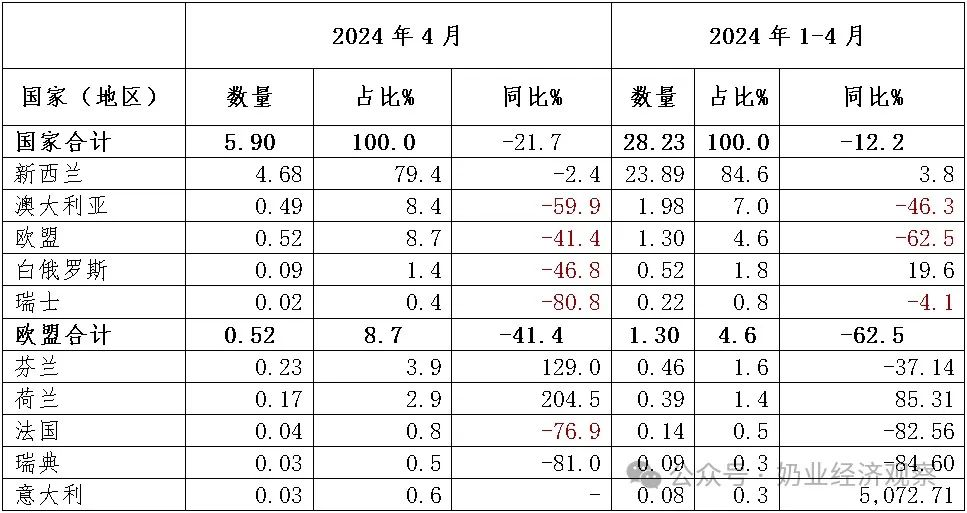 2024 年 4 月 2024 年 1-4 月
国家（地区） 数量 占比% 同比% 数量 占比% 同比%
国家合计 5.90 100.0 -21.7 28.23 100.0 -12.2
新西兰 4.68 79.4 -2.4 23.89 84.6 3.8
澳大利亚 0.49 8.4 -59.9 1.98 7.0 -46.3
欧盟 0.52 8.7 -41.4 1.30 4.6 -62.5
白俄罗斯 0.09 1.4 -46.8 0.52 1.8 19.6
瑞士 0.02 0.4 -80.8 0.22 0.8 -4.1
欧盟合计 0.52 8.7 -41.4 1.30 4.6 -62.5
芬兰 0.23 3.9 129.0 0.46 1.6 -37.14
荷兰 0.17 2.9 204.5 0.39 1.4 85.31
法国 0.04 0.8 -76.9 0.14 0.5 -82.56
瑞典 0.03 0.5 -81.0 0.09 0.3 -84.60
公众号·奶业经济观察
意大利 0.03 0.6 - 0.08 0.3 5,072.71